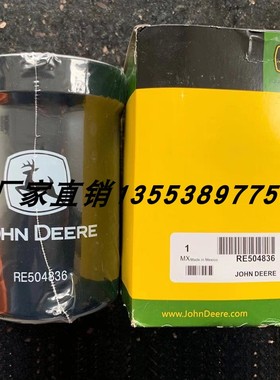 厂家直销13553897752
JOHN DEERE
RE504836
1
MX Made in Mexico
RE504836
JOHN DEERE
www.JohnDeere.com